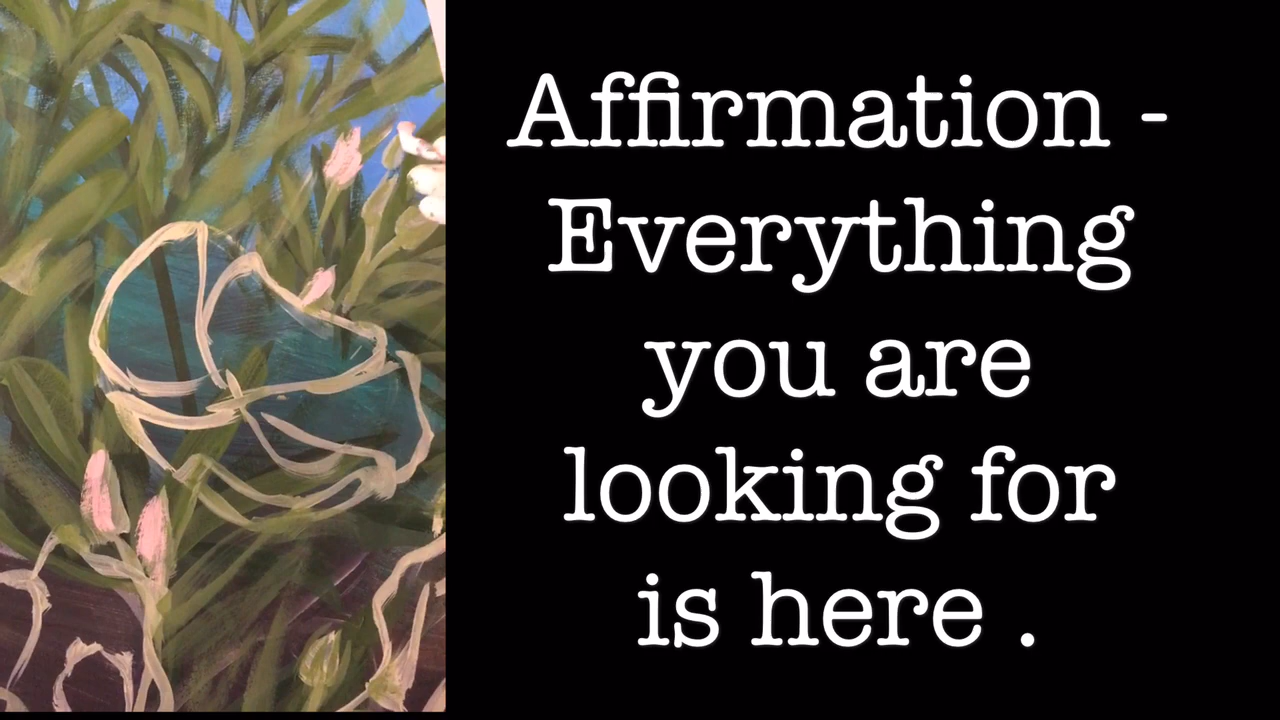 Affirmation -
Everything
you are
looking for
is here .